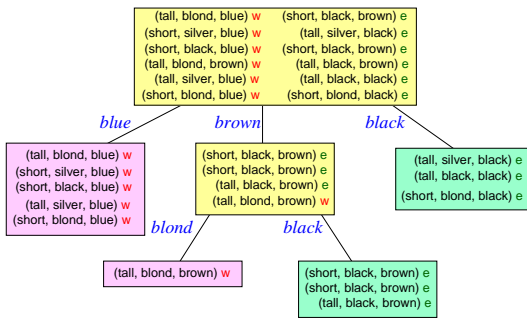 (tall, blond, blue) w (short, black, brown) e
(short, silver, blue) w (tall, silver, black) e
(short, black, blue) w (short, black, brown) e
(tall, blond, brown) w (tall, black, brown) e
(tall, silver, blue) w (tall, black, black) e
(short, blond, blue) w (short, blond, black) e
blue brown black
(tall, blond, blue) w
(short, silver, blue) w
(short, black, blue) w
(tall, silver, blue) w
(short, blond, blue) w
(short, black, brown) e
(short, black, brown) e
(tall, black, brown) e
(tall, blond, brown) w
(tall, silver, black) e
(tall, black, black) e
(short, blond, black) e
blond black
(tall, blond, brown) w
(short, black, brown) e
(short, black, brown) e
(tall, black, brown) e